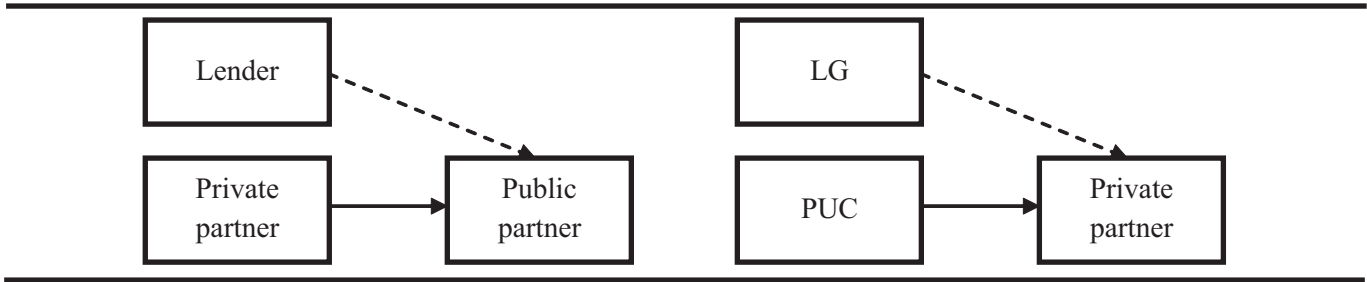 Lender
Private
partner
Public
partner
LG
PUC
Private
partner